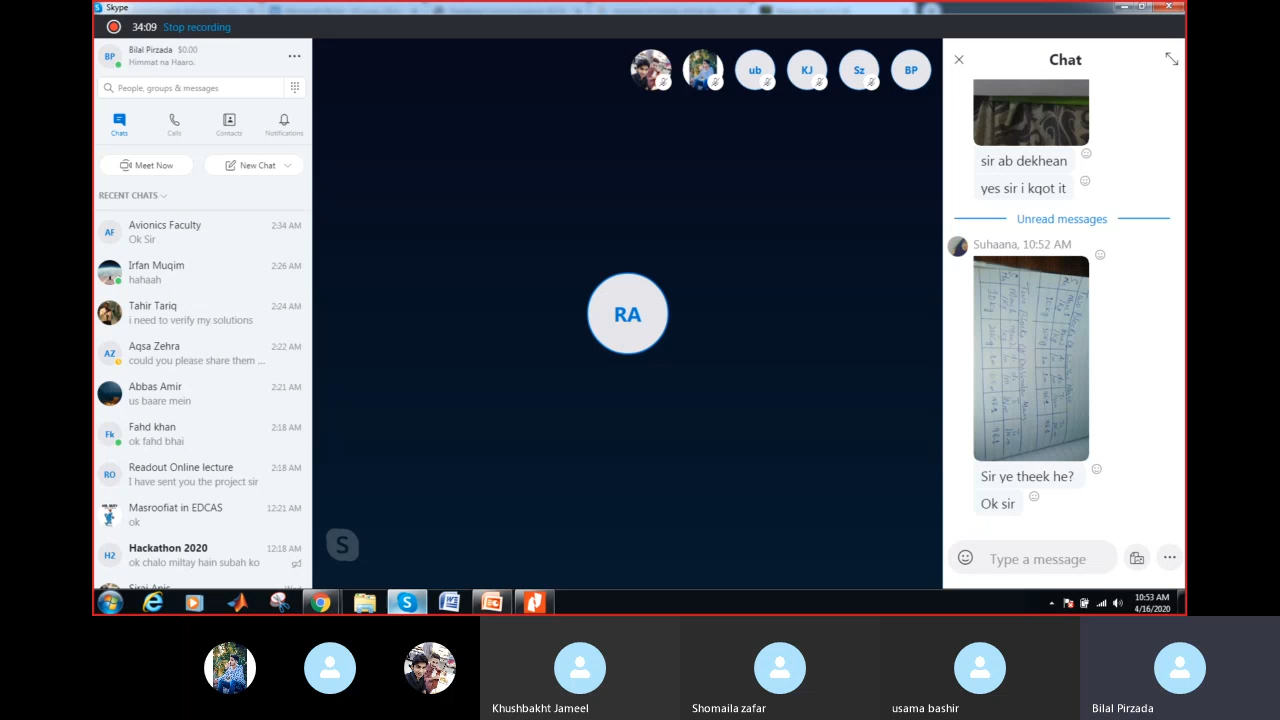 Skype
34:09 Stop recording
BP
Bilal Pirzada $0.00
Himmat na Haaro.
People, groups & messages
Chats
Calls
Contacts
Notifications
Meet Now
New Chat
RECENT CHATS
AF
Avionics Faculty 2:34 AM
Ok Sir
Irfan Muqim 2:26 AM
hahaah
Tahir Tariq 2:24 AM
i need to verify my solutions
AZ
Aqsa Zehra 2:22 AM
could you please share them ...
Abbas Amir 2:21 AM
us baare mein
Fk
Fahd khan 2:18 AM
ok fahd bhai
RO
Readout Online lecture 2:18 AM
I have sent you the project sir
Masroofiat in EDCAS 12:21 AM
ok
H2
Hackathon 2020 12:18 AM
ok chalo miltay hain subah ko
ub
KJ
Sz
BP
RA
S
Chat
sir ab dekhean
yes sir i kqot it
Unread messages
Suhaana, 10:52 AM
Sir ye theek he?
Ok sir
Type a message
10:53 AM
4/16/2020
Khushbakht Jameel
Shomaila zafar
usama bashir
Bilal Pirzada